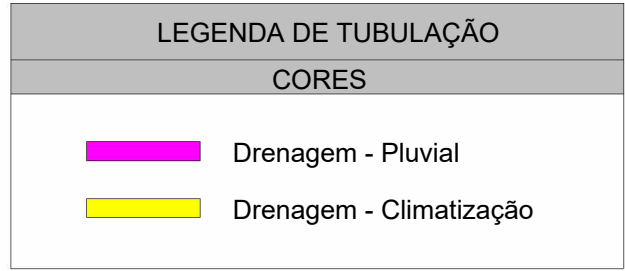 LEGENDA DE TUBULAÇÃO
CORES
Drenagem - Pluvial
Drenagem - Climatização